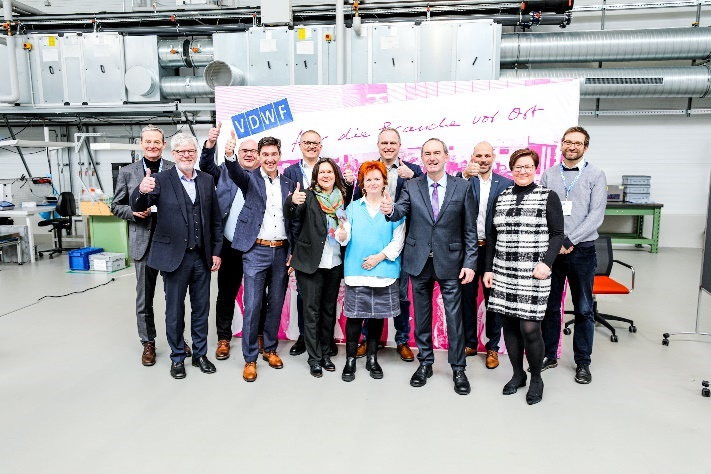 VDWF
für die Branche vor Ort